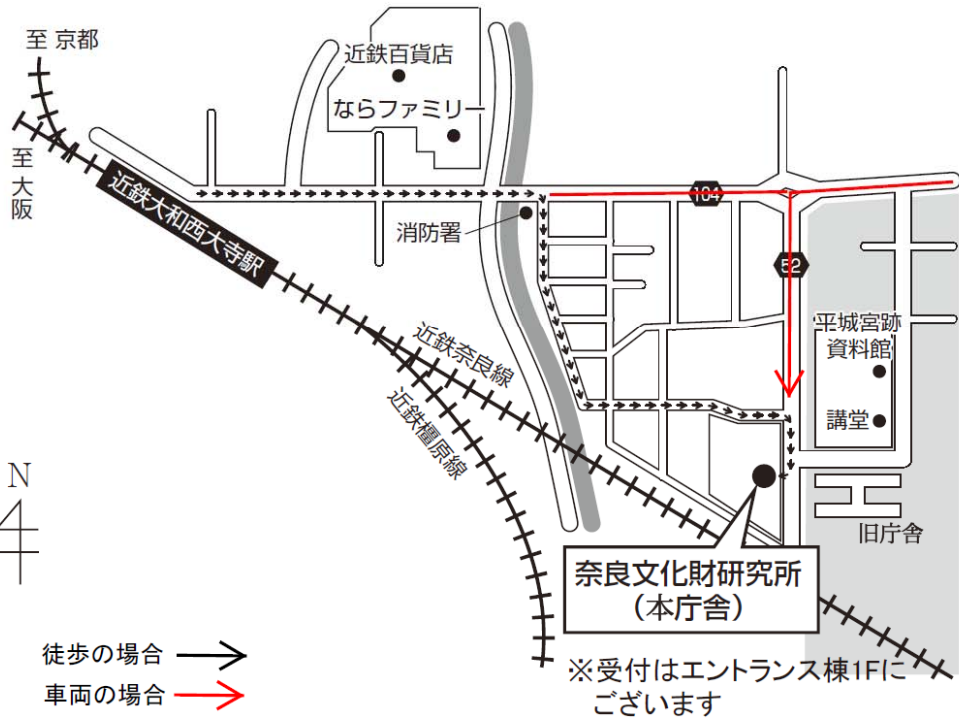 至 京都
近鉄百貨店
ならファミリー
至
大
阪
近鉄大和西大寺駅
消防署
104
52
平城宮跡
資料館
近鉄奈良線
近鉄橿原線
講堂
N
旧庁舎
奈良文化財研究所
(本庁舎)
徒歩の場合
車両の場合
※受付はエントランス棟1Fに
ございます